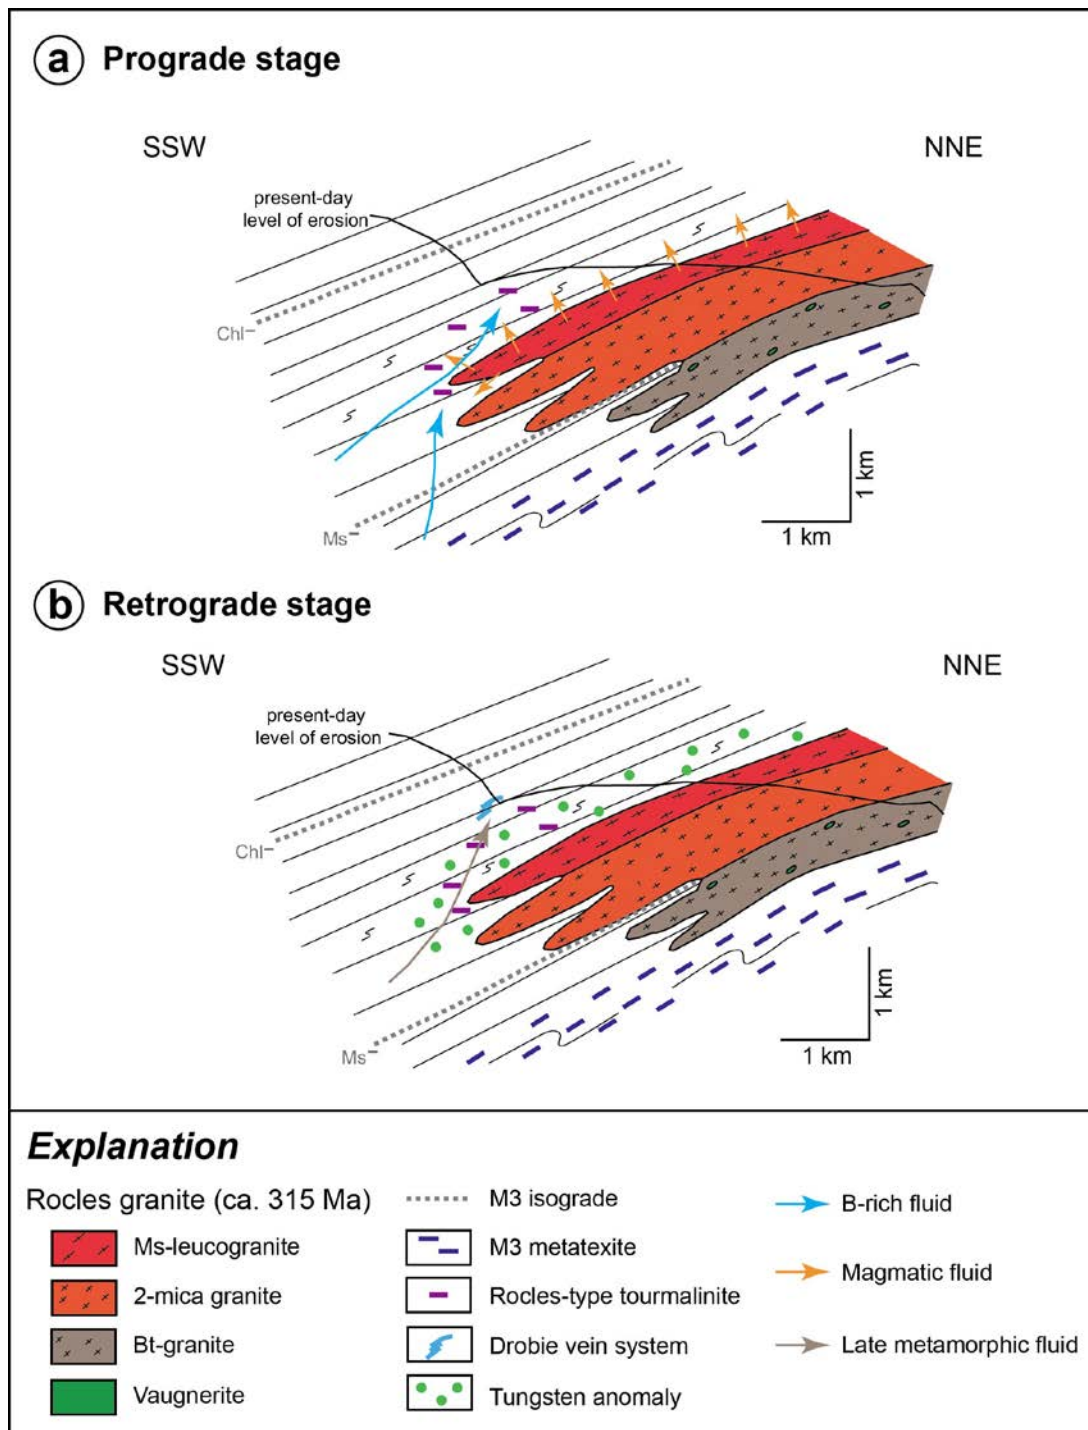 a Prograde stage
SSW
NNE
present-day
level of erosion
Chl
Ms
1 km
1 km
b Retrograde stage
SSW
NNE
present-day
level of erosion
Chl
Ms
1 km
1 km
Explanation
Rocles granite (ca. 315 Ma)
Ms-leucogranite
2-mica granite
Bt-granite
Vaugnerite
M3 isograde
M3 metatexite
Rocles-type tourmalinite
Drobie vein system
Tungsten anomaly
B-rich fluid
Magmatic fluid
Late metamorphic fluid